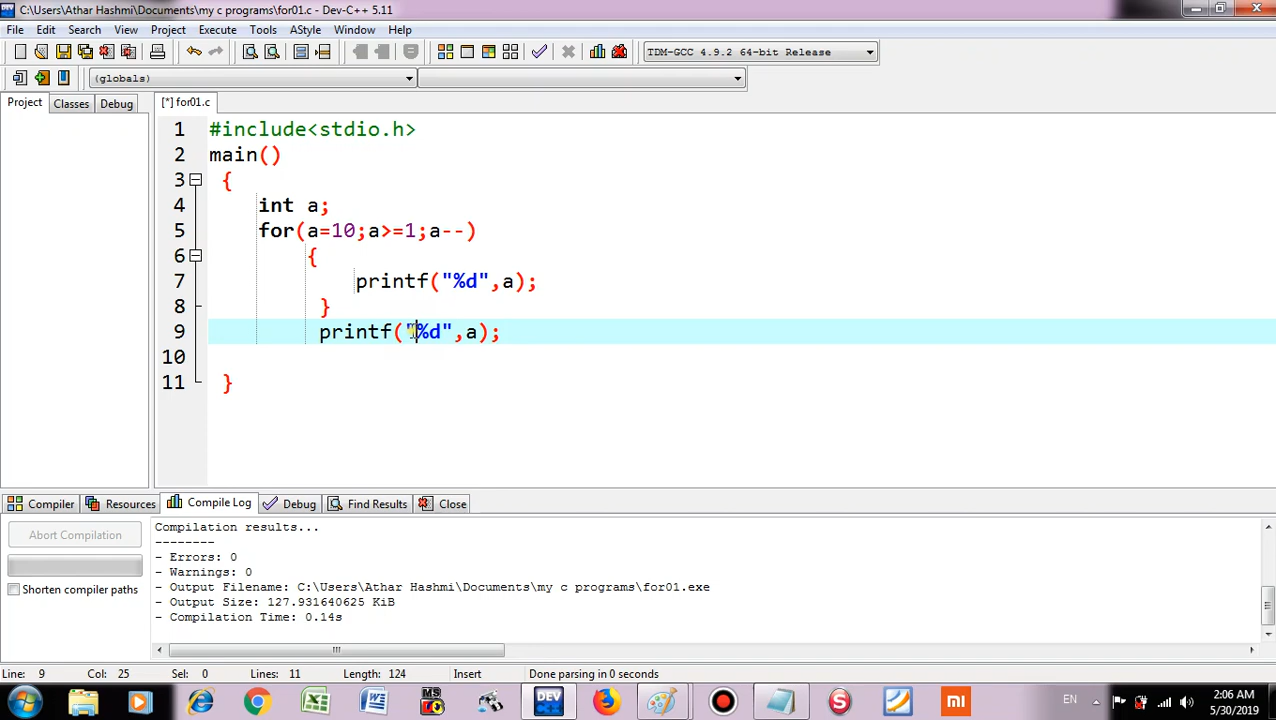 C:\Users\Athar Hashmi\Documents\my c programs\for01.c - Dev-C++ 5.11
File Edit Search View Project Execute Tools AStyle Window Help
TDM-GCC 4.9.2 64-bit Release
(globals)
Project Classes Debug [*] for01.c
1 #include<stdio.h>
2 main()
3 {
4 int a;
5 for(a=10;a>=1;a--)
6 {
7 printf("%d",a);
8 }
9 printf("%d",a);
10
11 }
Compiler Resources Compile Log Debug Find Results Close
Abort Compilation
Shorten compiler paths
Compilation results...
--------
- Errors: 0
- Warnings: 0
- Output Filename: C:\Users\Athar Hashmi\Documents\my c programs\for01.exe
- Output Size: 127.931640625 KiB
- Compilation Time: 0.14s
Line: 9 Col: 25 Sel: 0 Lines: 11 Length: 124 Insert Done parsing in 0 seconds
DEV
EN
2:06 AM
5/30/2019